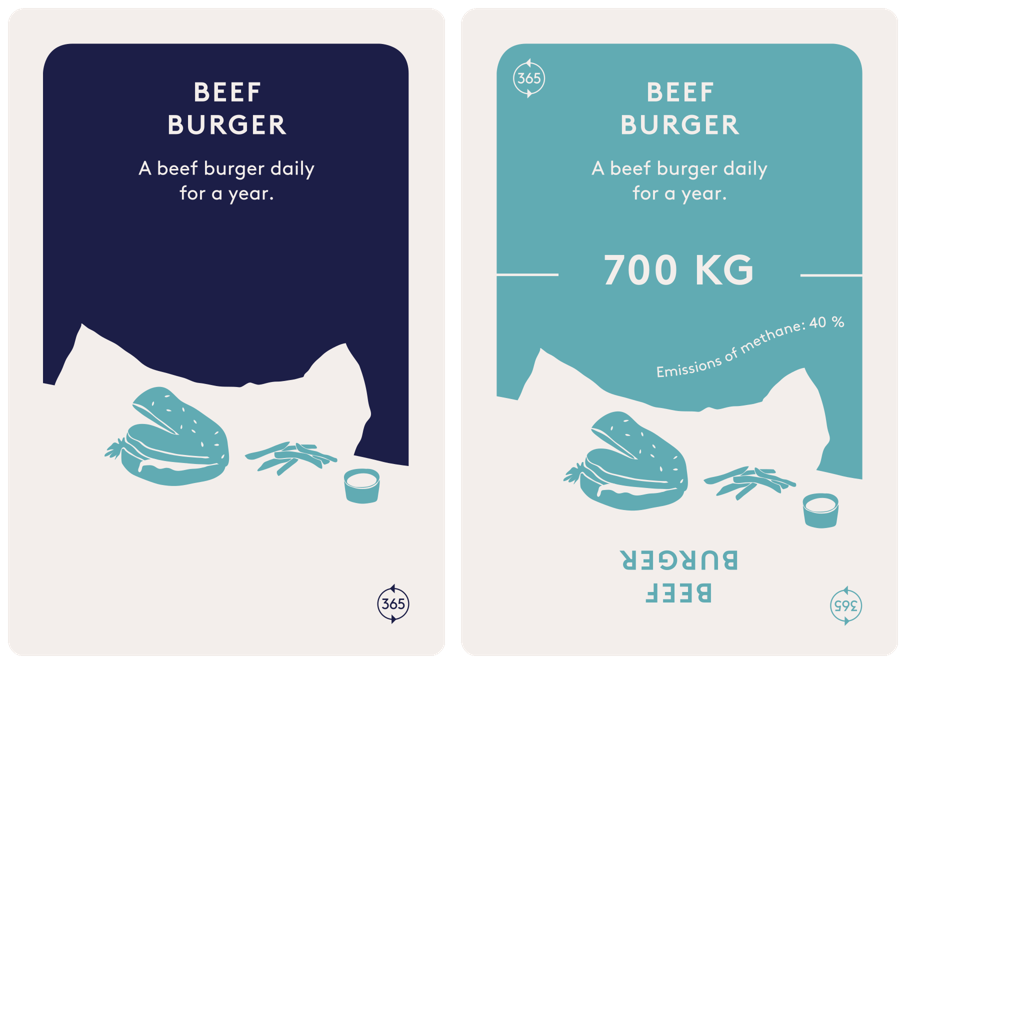 BEEF
BURGER
A beef burger daily
for a year.
365
365
BEEF
BURGER
A beef burger daily
for a year.
700 KG
Emissions of methane: 40 %
BEEF
BURGER
365